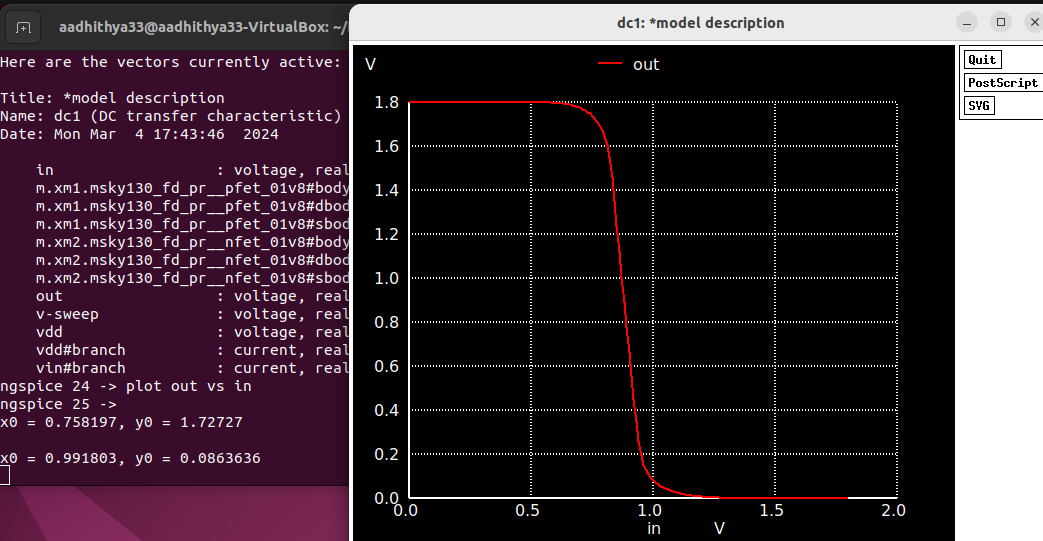 aadhithya33@aadhithya33-VirtualBox: ~/
Here are the vectors currently active:
Title: *model description
Name: dc1 (DC transfer characteristic)
Date: Mon Mar  4 17:43:46  2024
in : voltage, real
m.xm1.msky130_fd_pr__pfet_01v8#body
m.xm1.msky130_fd_pr__pfet_01v8#dbod
m.xm1.msky130_fd_pr__pfet_01v8#sbod
m.xm2.msky130_fd_pr__nfet_01v8#body
m.xm2.msky130_fd_pr__nfet_01v8#dbod
m.xm2.msky130_fd_pr__nfet_01v8#sbod
out : voltage, real
v-sweep : voltage, real
vdd : voltage, real
vdd#branch : current, real
vin#branch : current, real
ngspice 24 -> plot out vs in
ngspice 25 ->
x0 = 0.758197, y0 = 1.72727
x0 = 0.991803, y0 = 0.0863636
dc1: *model description
V
out
1.8
1.6
1.4
1.2
1.0
0.8
0.6
0.4
0.2
0.0
0.0 0.5 1.0 1.5 2.0
in V
Quit
PostScript
SVG